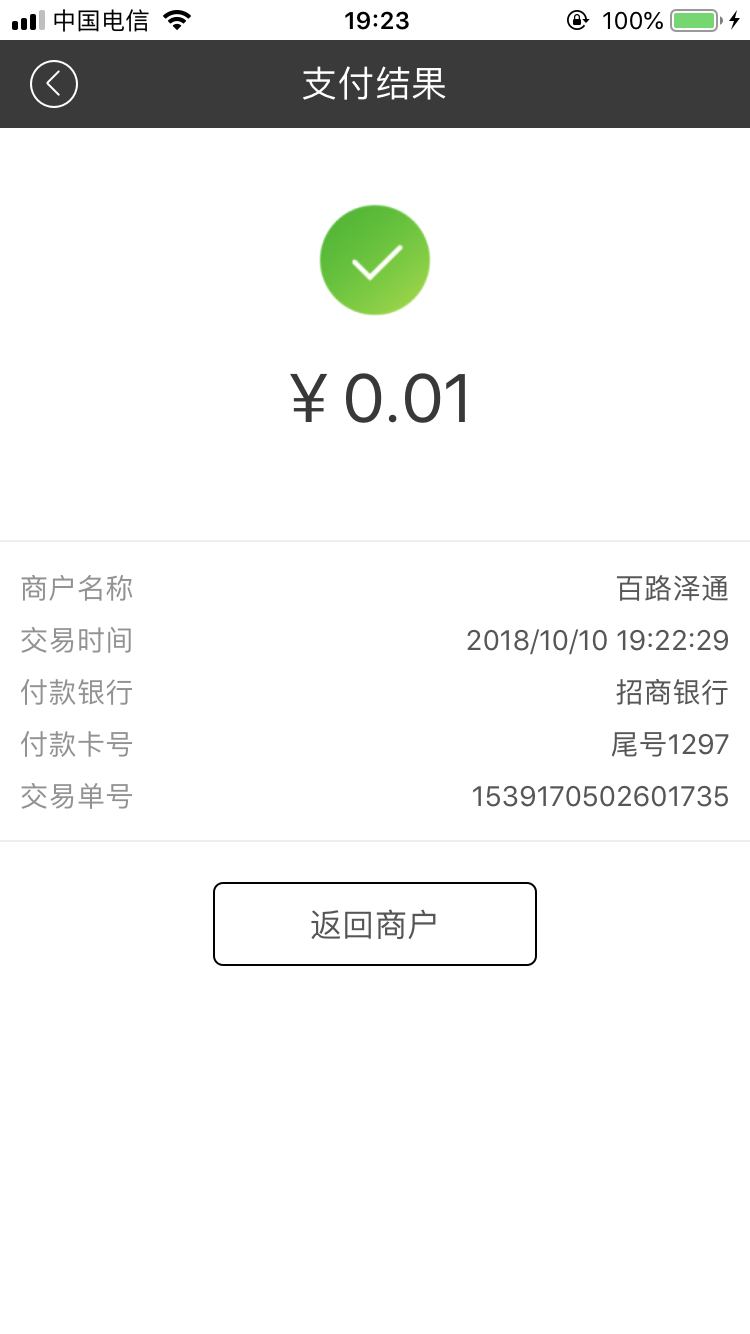 中国电信 19:23 100%
支付结果
¥ 0.01
商户名称 百路泽通
交易时间 2018/10/10 19:22:29
付款银行 招商银行
付款卡号 尾号1297
交易单号 1539170502601735
返回商户